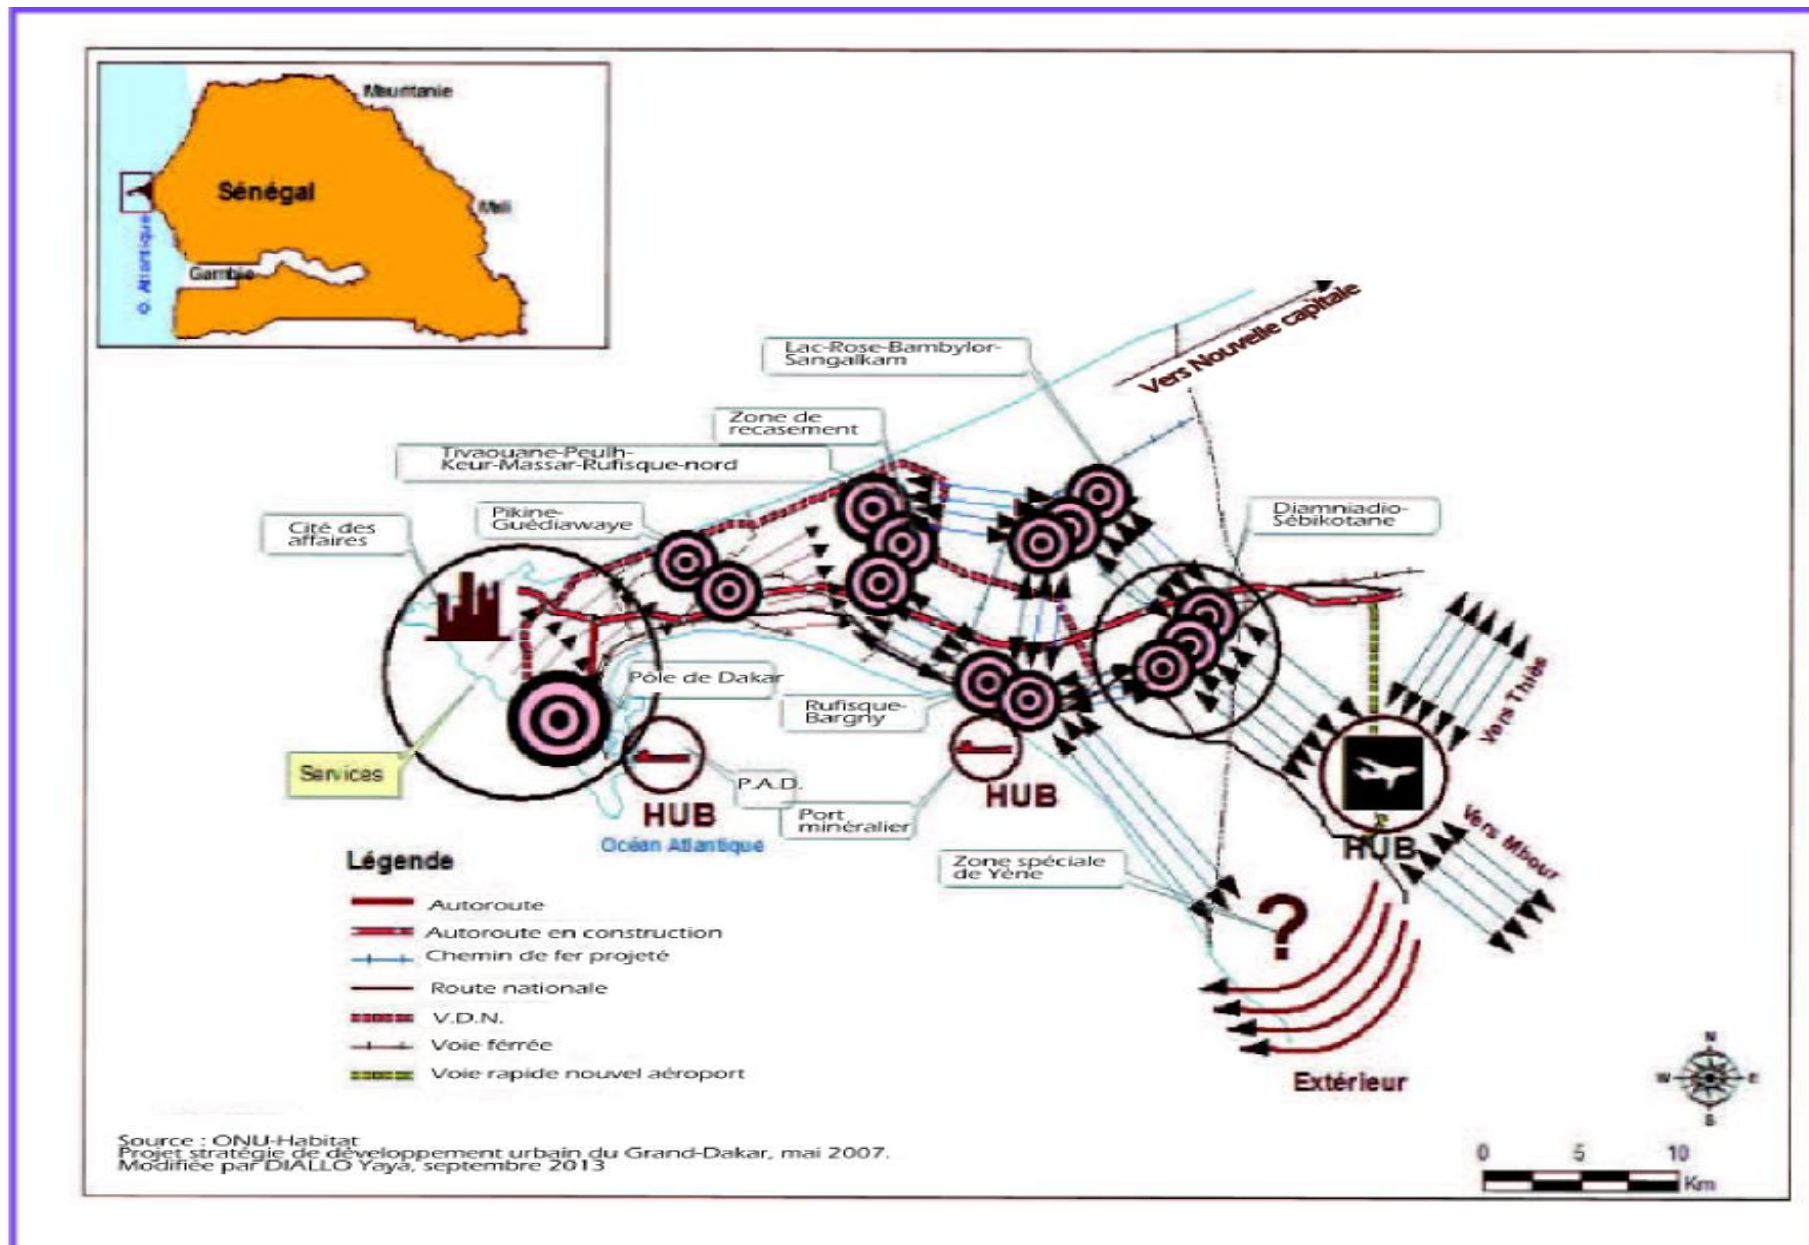 Mauritanie
Sénégal
Mali
O. Atlantique
Gambie
Vers Nouvelle capitale
Lac-Rose-Bambylor-
Sangalkam
Zone de
recasement
Tivaouane-Peulh-
Keur-Massar-Rufisque-nord
Pikine-
Guédiawaye
Cité des
affaires
Diamniadio-
Sébikotane
Pôle de Dakar
Rufisque-
Bargny
Vers Thiès
Services
P.A.D.
HUB
HUB
Port
minéralier
Océan Atlantique
HUB
Vers Mbour
Zone spéciale
de Yène
?
Extérieur
Légende
Autoroute
Autoroute en construction
Chemin de fer projeté
Route nationale
V.D.N.
Voie férrée
Voie rapide nouvel aéroport
N
W
E
S
0 5 10
Km
Source : ONU-Habitat
Projet stratégie de développement urbain du Grand-Dakar, mai 2007.
Modifiée par DIALLO Yaya, septembre 2013